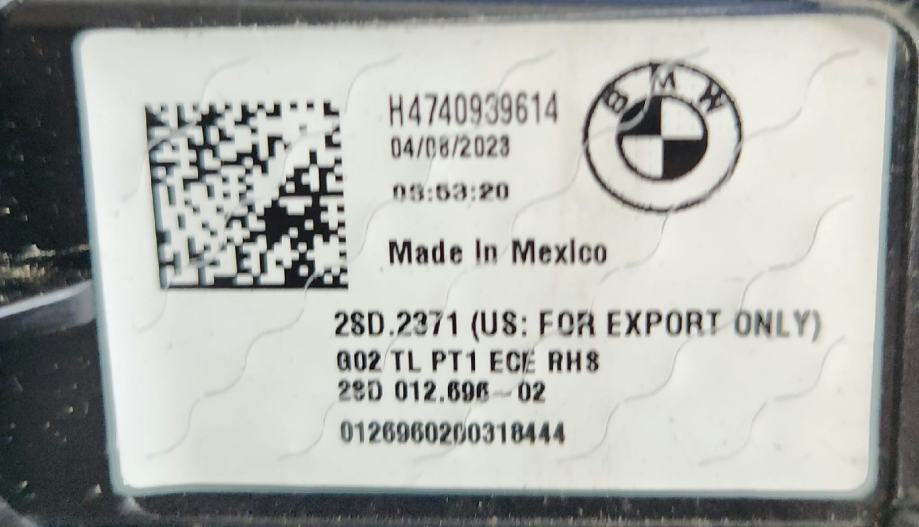 H4740939614
BMW
04/08/2023
03:53:20
Made In Mexico
2SD.2371 (US: FOR EXPORT ONLY)
G02 TL PT1 ECE RHS
2SD 012.696-02
0126960200318444